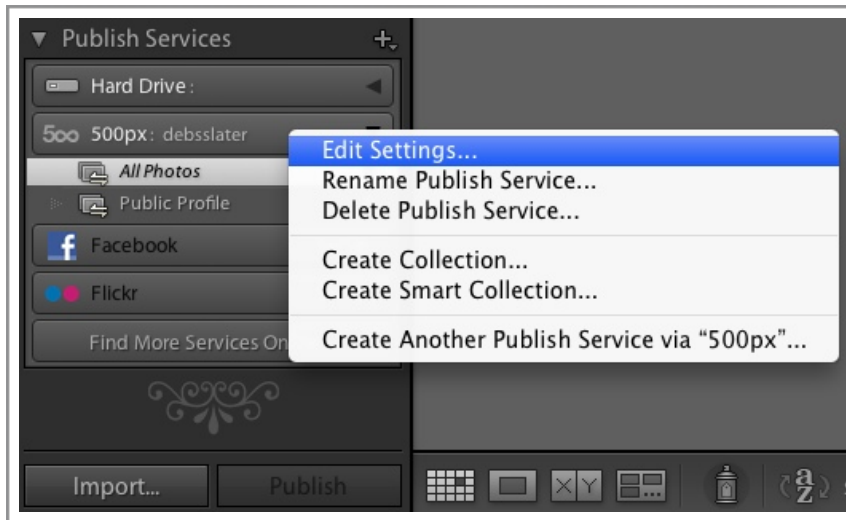 Publish Services
Hard Drive:
500px: debsslater
Edit Settings...
All Photos
Rename Publish Service...
Public Profile
Delete Publish Service...
Facebook
Create Collection...
Flickr
Create Smart Collection...
Find More Services On
Create Another Publish Service via “500px”...
Import...
Publish
X Y
a
z